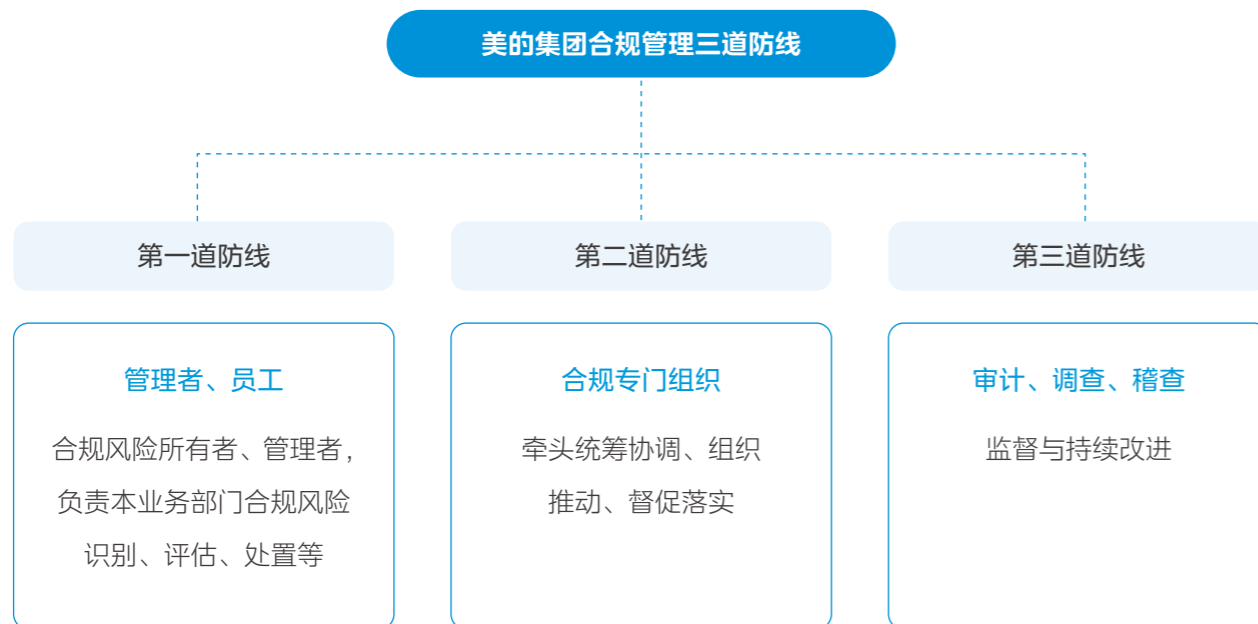 美的集团合规管理三道防线
第一道防线
第二道防线
第三道防线
管理者、员工
合规风险所有者、管理者，
负责本业务部门合规风险
识别、评估、处置等
合规专门组织
牵头统筹协调、组织
推动、督促落实
审计、调查、稽查
监督与持续改进